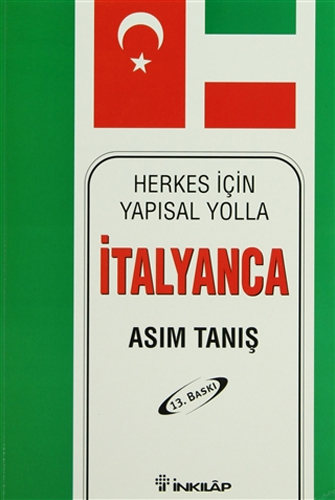 HERKES İÇİN
YAPISAL YOLLA
İTALYANCA
ASIM TANIŞ
13. BASKI
İNKILÂP